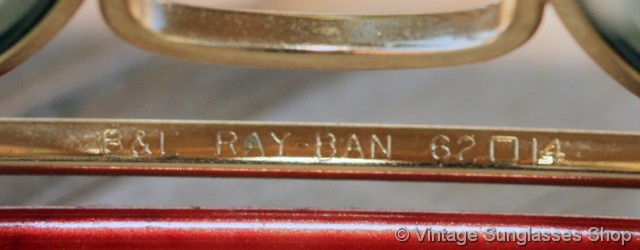 B&L RAY-BAN 62□14
© Vintage Sunglasses Shop